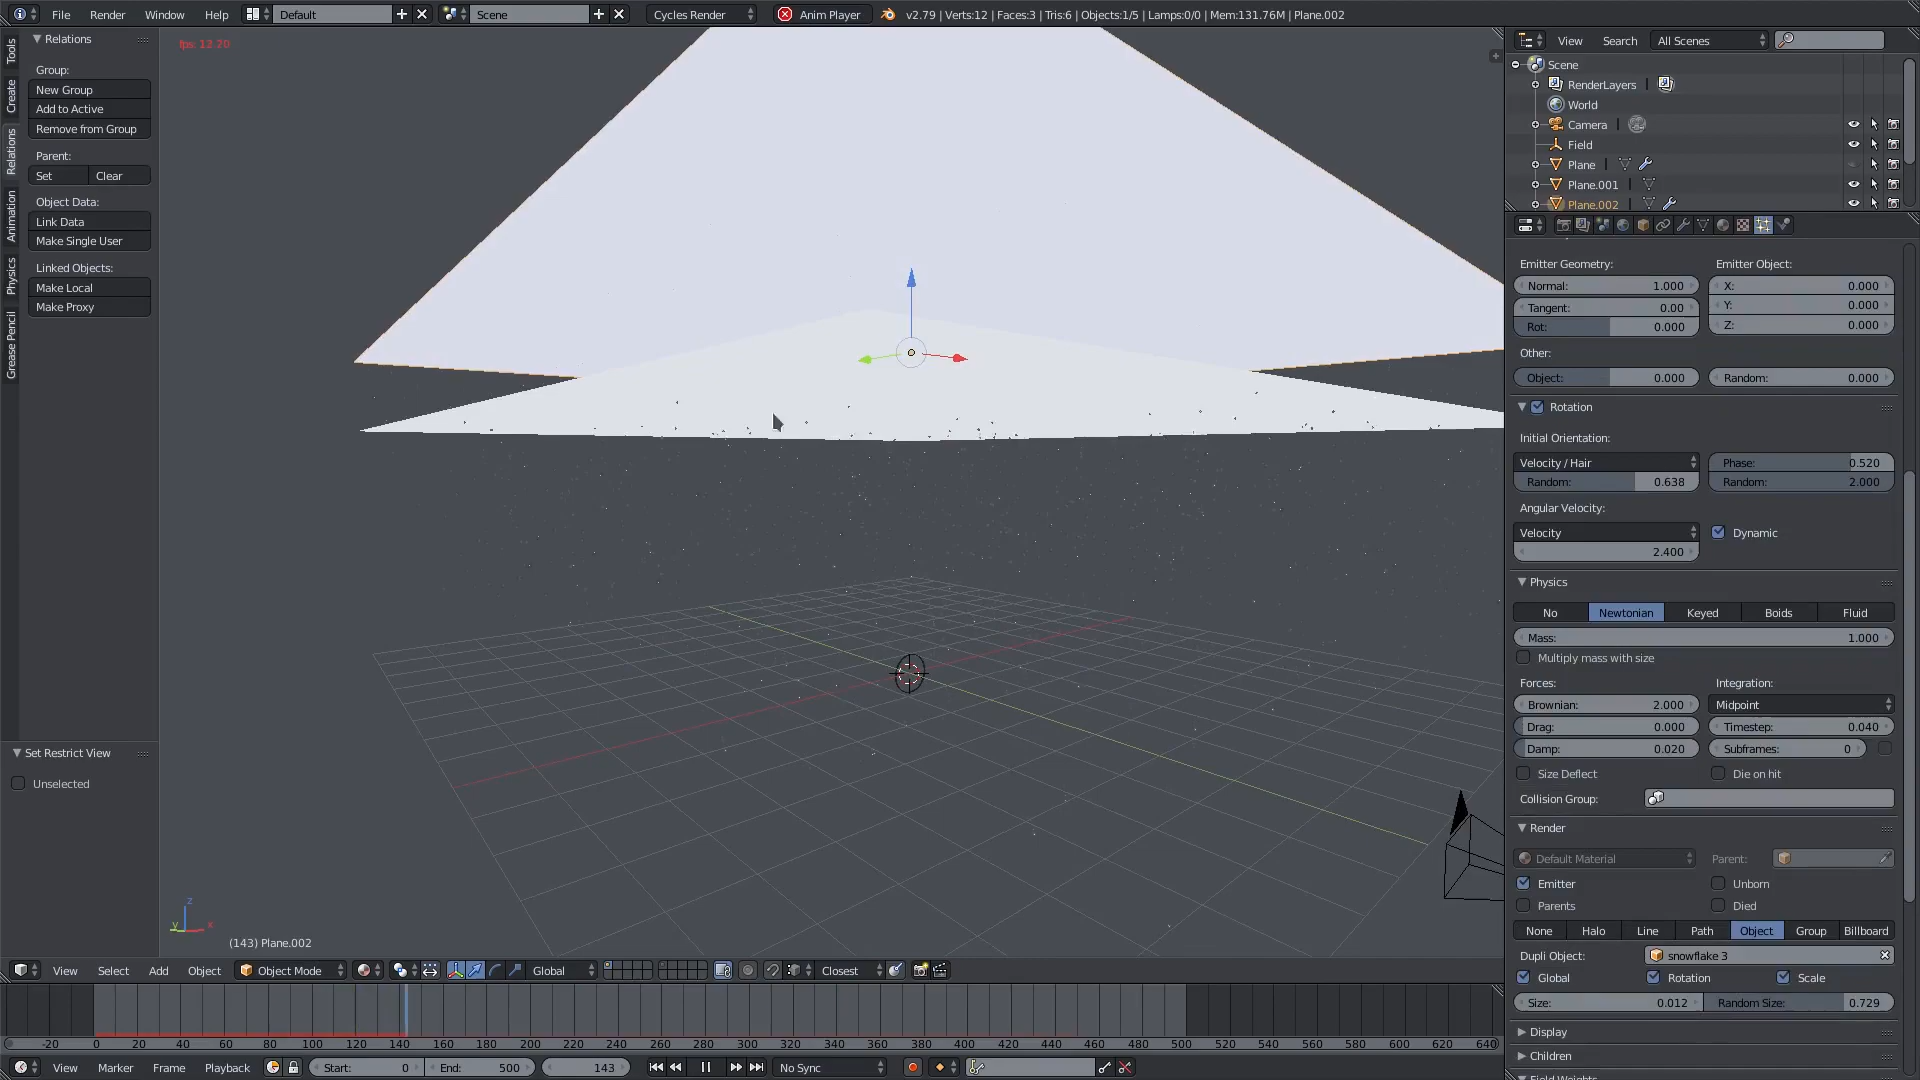 File Render Window Help Default Scene Cycles Render Anim Player v2.79 | Verts:12 | Faces:3 | Tris:6 | Objects:1/5 | Lamps:0/0 | Mem:131.76M | Plane.002
fps: 12.20
Tools
Create
Relations
Animation
Physics
Grease Pencil
Relations
Group:
New Group
Add to Active
Remove from Group
Parent:
Set Clear
Object Data:
Link Data
Make Single User
Linked Objects:
Make Local
Make Proxy
Set Restrict View
Unselected
z
y x
(143) Plane.002
View Search All Scenes
Scene
RenderLayers |
World
Camera |
Field
Plane |
Plane.001 |
Plane.002 |
Emitter Geometry: Emitter Object:
Normal: 1.000 X: 0.000
Tangent: 0.00 Y: 0.000
Rot: 0.000 Z: 0.000
Other:
Object: 0.000 Random: 0.000
Rotation
Initial Orientation:
Velocity / Hair Phase: 0.520
Random: 0.638 Random: 2.000
Angular Velocity:
Velocity Dynamic
2.400
Physics
No Newtonian Keyed Boids Fluid
Mass: 1.000
Multiply mass with size
Forces: Integration:
Brownian: 2.000 Midpoint
Drag: 0.000 Timestep: 0.040
Damp: 0.020 Subframes: 0
Size Deflect Die on hit
Collision Group:
Render
Default Material Parent:
Emitter Unborn
Parents Died
None Halo Line Path Object Group Billboard
Dupli Object: snowflake 3
Global Rotation Scale
Size: 0.012 Random Size: 0.729
Display
Children
Field Weights
View Select Add Object Object Mode Global Closest
-20 0 20 40 60 80 100 120 140 160 180 200 220 240 260 280 300 320 340 360 380 400 420 440 460 480 500 520 540 560 580 600 620 640
View Marker Frame Playback Start: 0 End: 500 143 No Sync